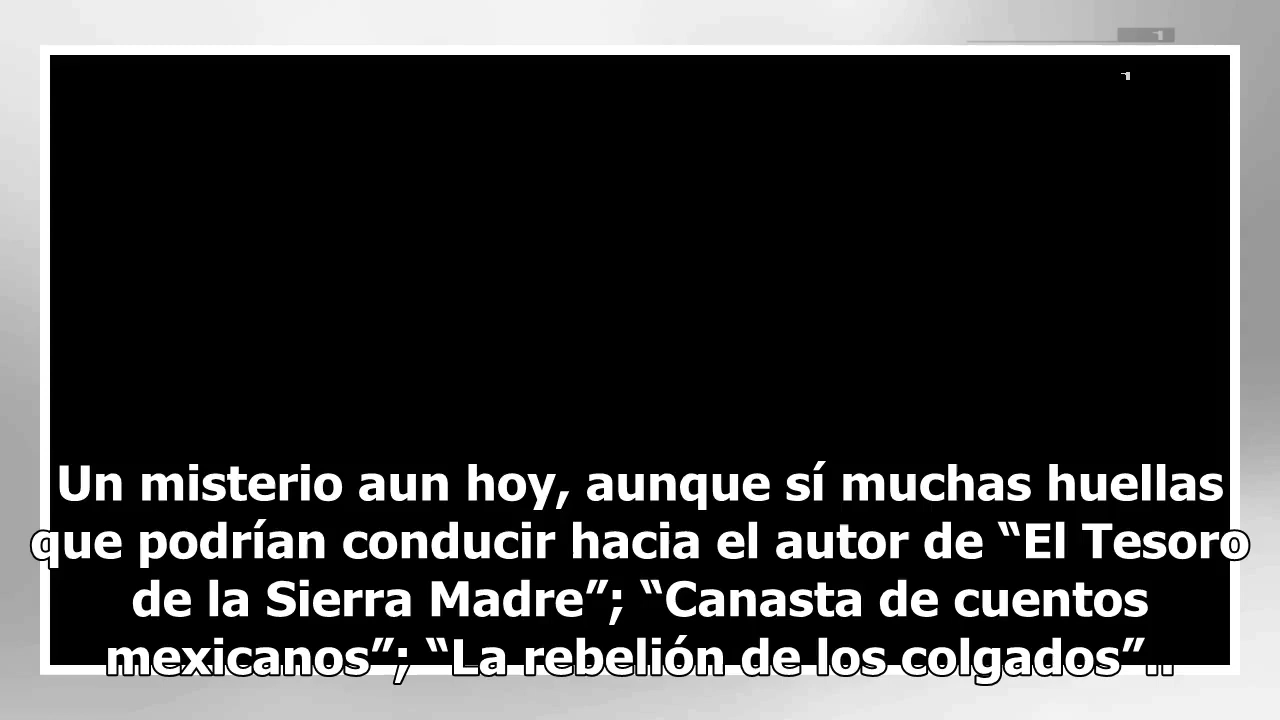 Un misterio aun hoy, aunque sí muchas huellas
que podrían conducir hacia el autor de “El Tesoro
de la Sierra Madre”; “Canasta de cuentos
mexicanos”; “La rebelión de los colgados”..